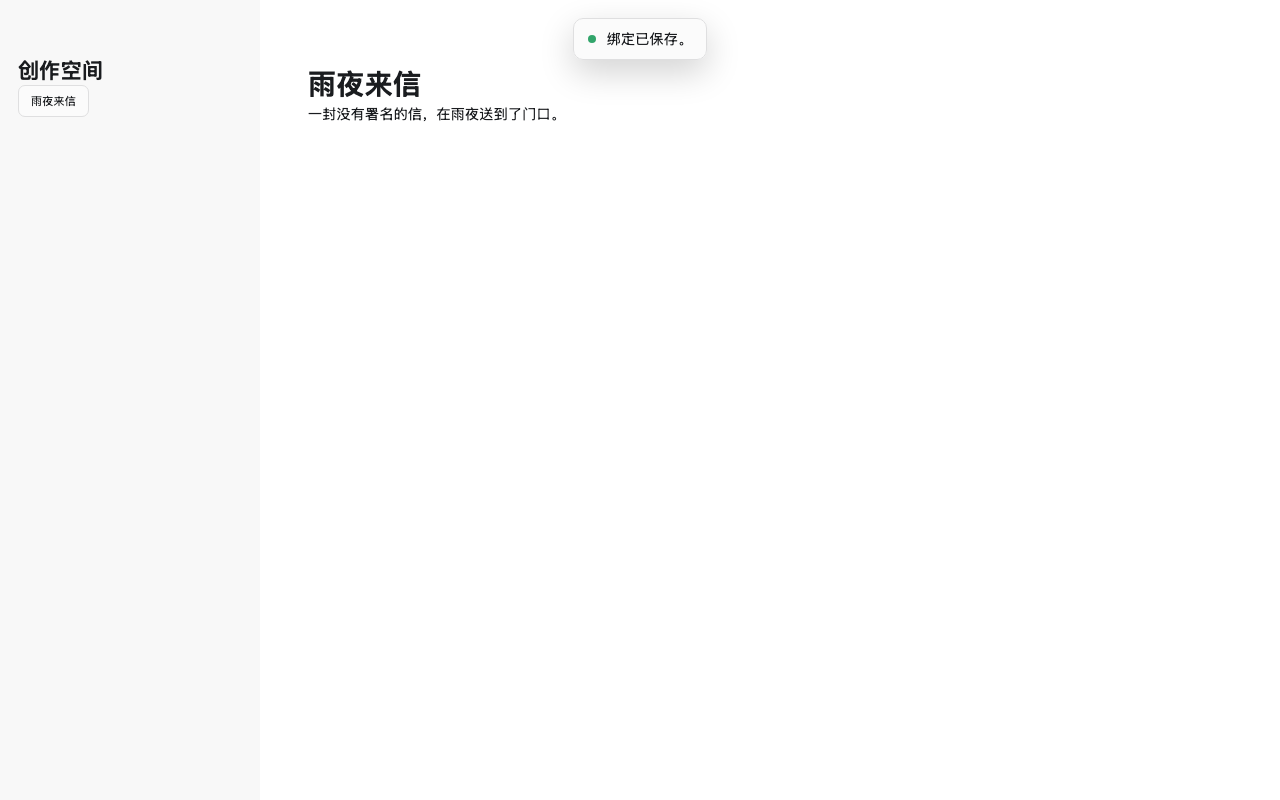 绑定已保存。
创作空间
雨夜来信
雨夜来信
一封没有署名的信，在雨夜送到了门口。